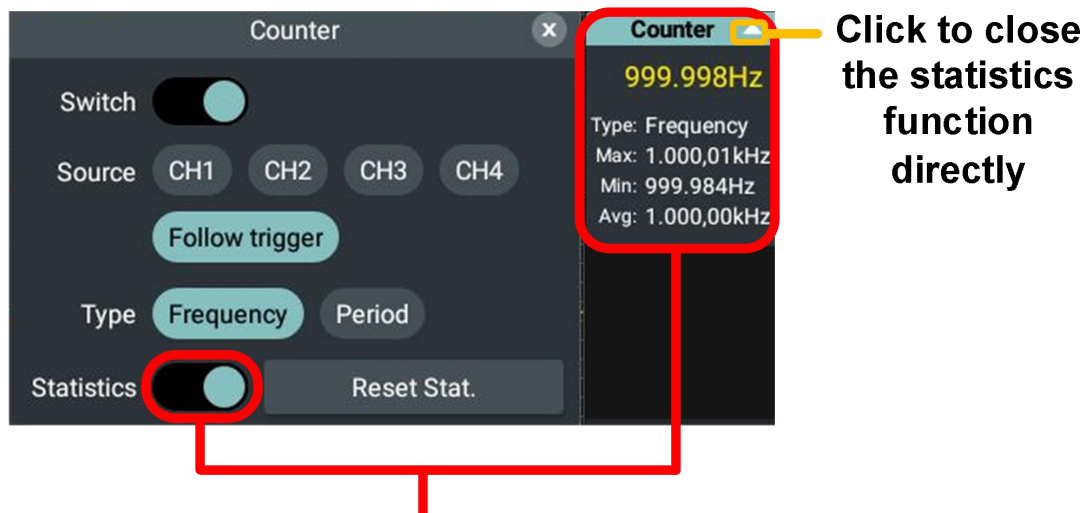 Counter
x
Switch
Source CH1 CH2 CH3 CH4
Follow trigger
Type Frequency Period
Statistics Reset Stat.
Counter
999.998Hz
Type: Frequency
Max: 1.000,01kHz
Min: 999.984Hz
Avg: 1.000,00kHz
Click to close
the statistics
function
directly